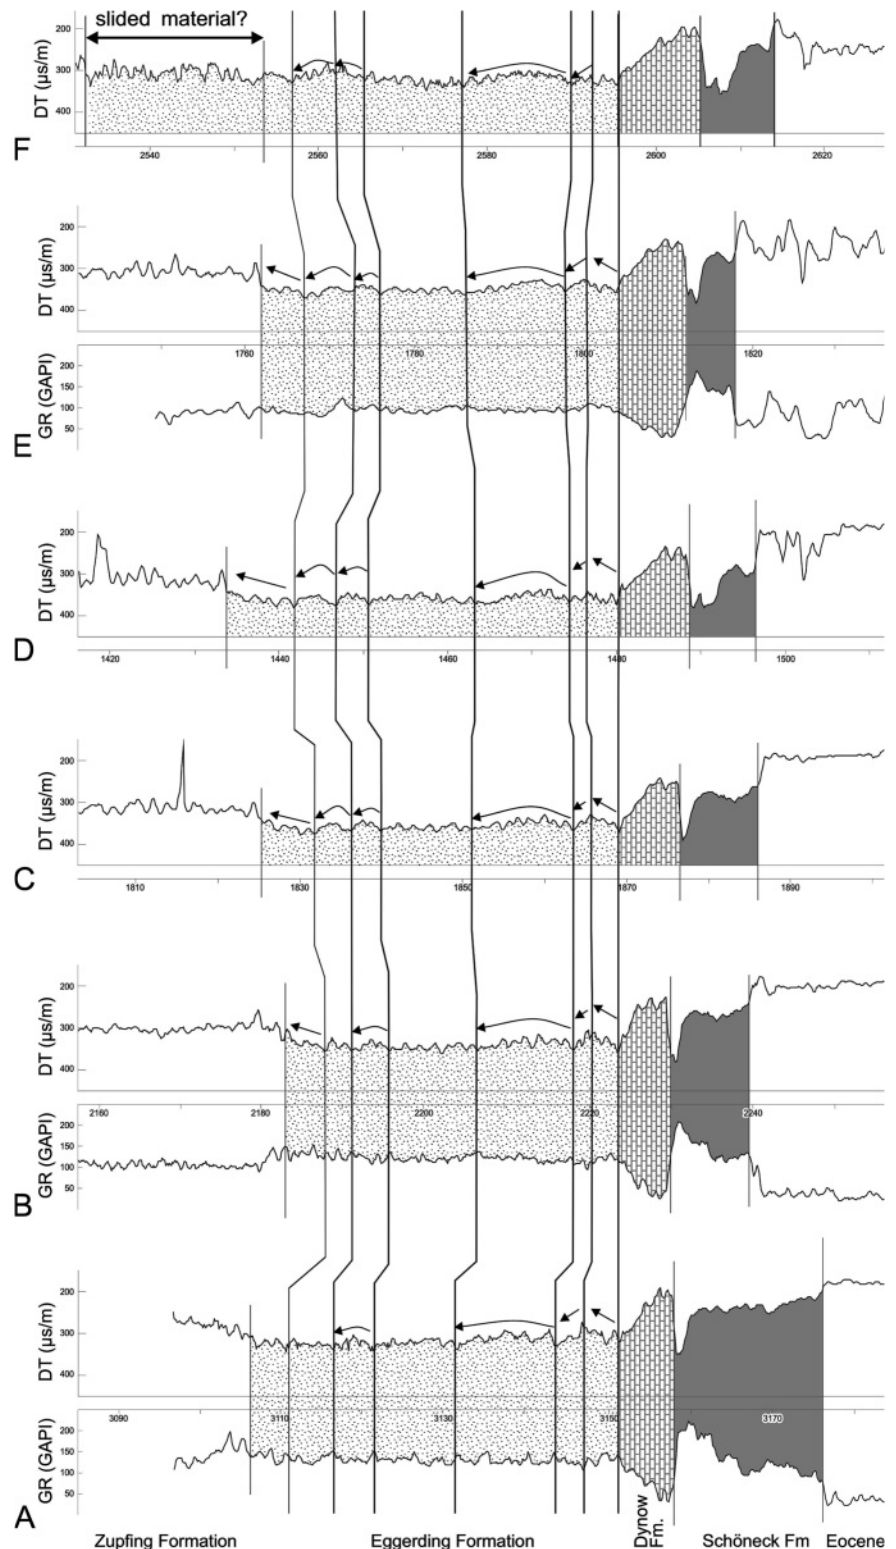 slided material?
DT (µs/m)
200
300
400
F
2540
2560
2580
2600
2620
DT (µs/m)
200
300
400
1760
1780
1800
1820
GR (GAPI)
200
150
100
50
E
DT (µs/m)
200
300
400
D
1420
1440
1460
1480
1500
DT (µs/m)
200
300
400
C
1810
1830
1850
1870
1890
DT (µs/m)
200
300
400
2160
2180
2200
2220
2240
GR (GAPI)
200
150
100
50
B
DT (µs/m)
200
300
400
3090
3110
3130
3150
3170
GR (GAPI)
200
150
100
50
A
Zupfing Formation
Eggerding Formation
Dynow
Fm.
Schöneck Fm
Eocene